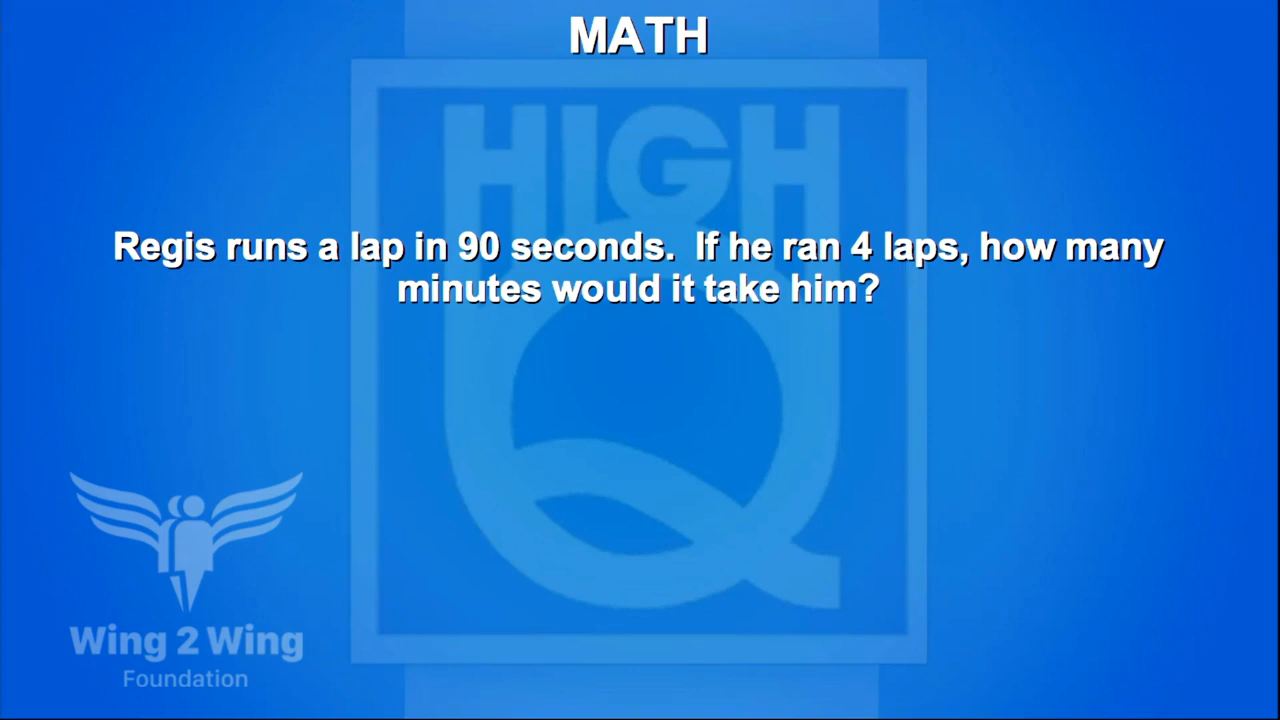 MATH
HIGH
Q
Regis runs a lap in 90 seconds.  If he ran 4 laps, how many
minutes would it take him?
Wing 2 Wing
Foundation